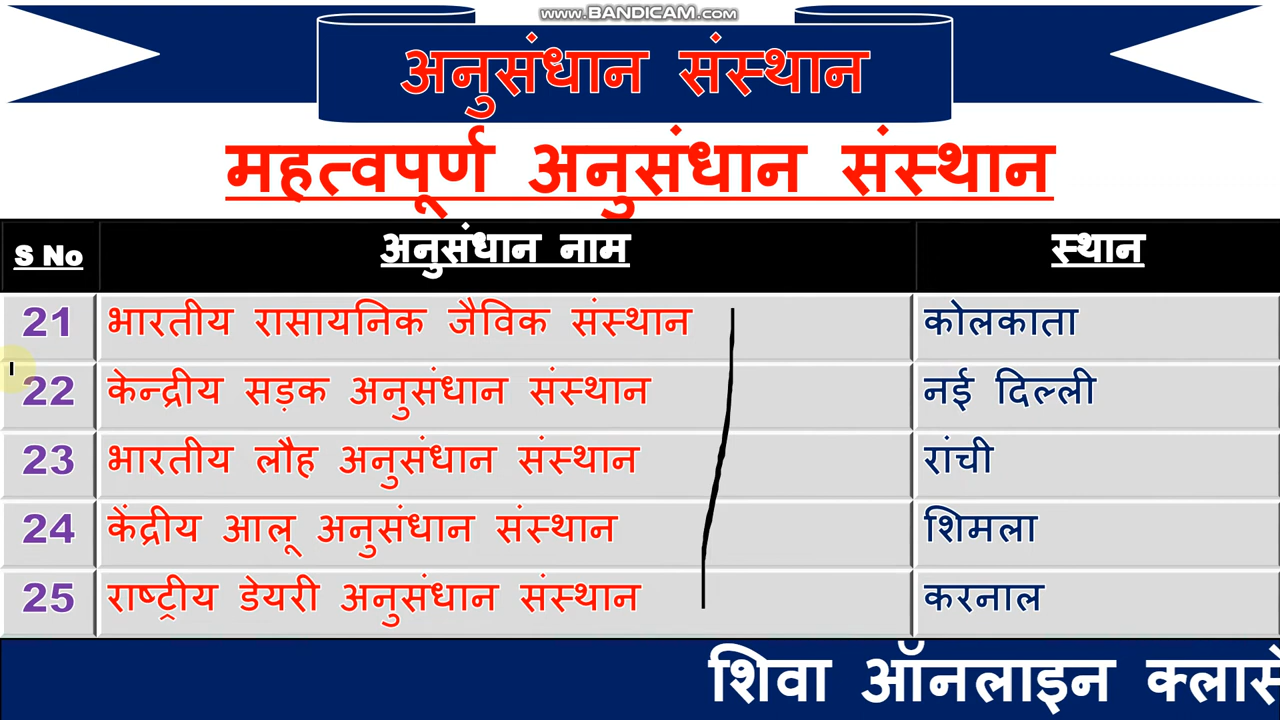 www.BANDICAM.com
अनुसंधान संस्थान
महत्वपूर्ण अनुसंधान संस्थान
S No अनुसंधान नाम स्थान
21 भारतीय रासायनिक जैविक संस्थान कोलकाता
22 केन्द्रीय सड़क अनुसंधान संस्थान नई दिल्ली
23 भारतीय लौह अनुसंधान संस्थान रांची
24 केंद्रीय आलू अनुसंधान संस्थान शिमला
25 राष्ट्रीय डेयरी अनुसंधान संस्थान करनाल
शिवा ऑनलाइन क्लासे